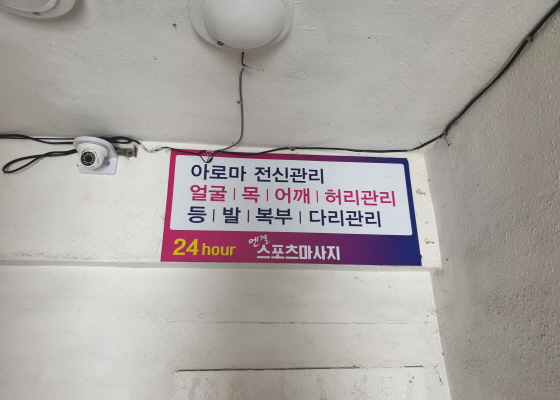 아로마 전신관리
얼굴 | 목 | 어깨 | 허리관리
등 | 발 | 복부 | 다리관리
24 hour 엔젤 스포츠마사지